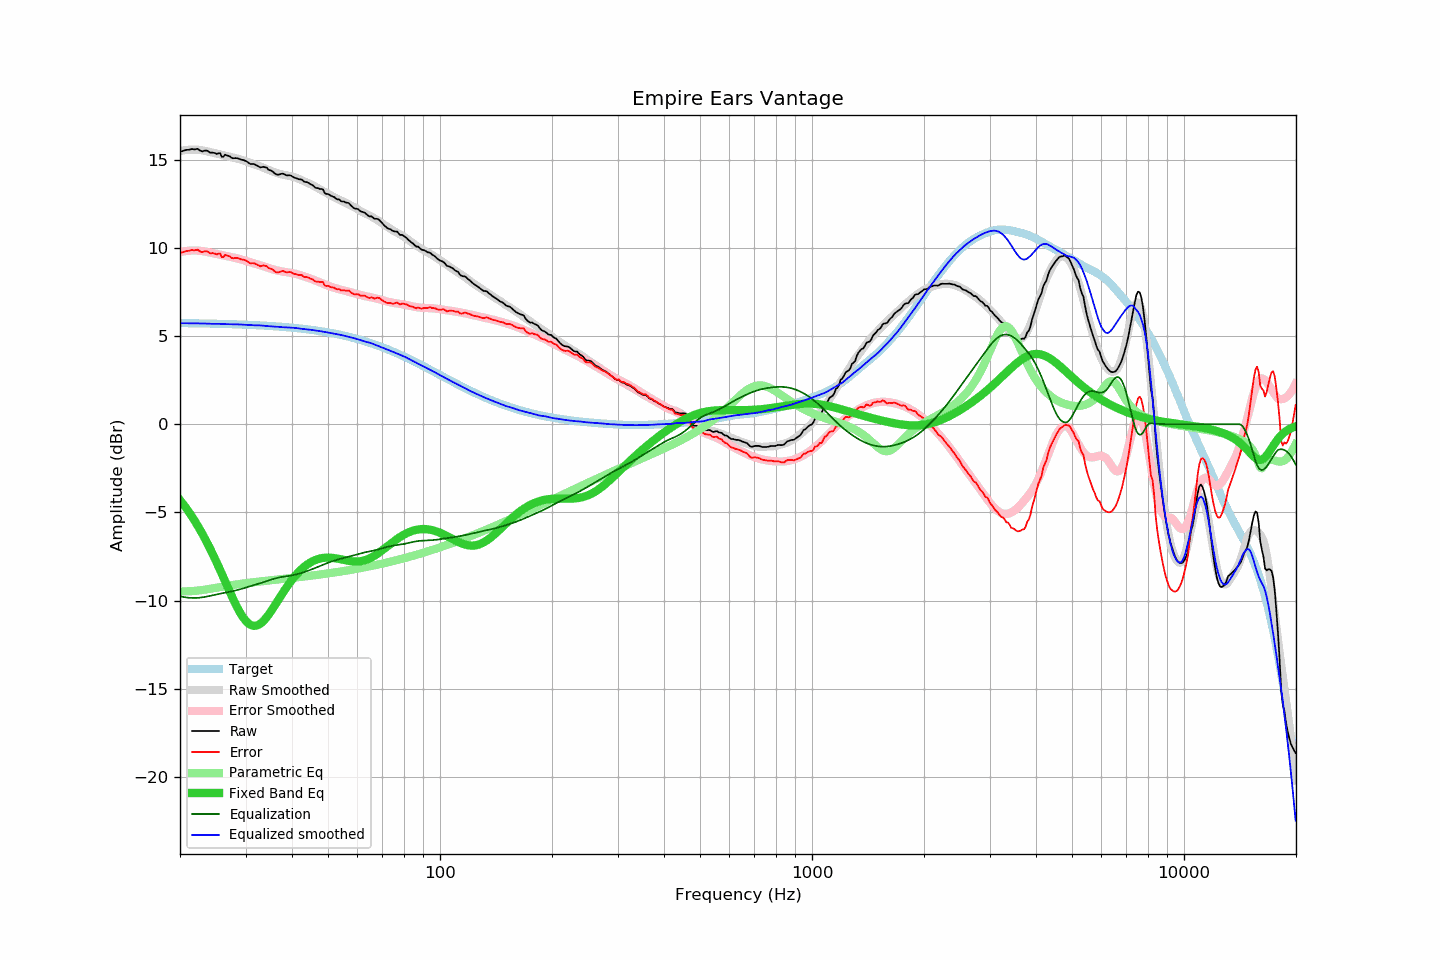 Empire Ears Vantage
Amplitude (dBr)
15
10
5
0
−5
−10
−15
−20
Target
Raw Smoothed
Error Smoothed
Raw
Error
Parametric Eq
Fixed Band Eq
Equalization
Equalized smoothed
100
1000
10000
Frequency (Hz)